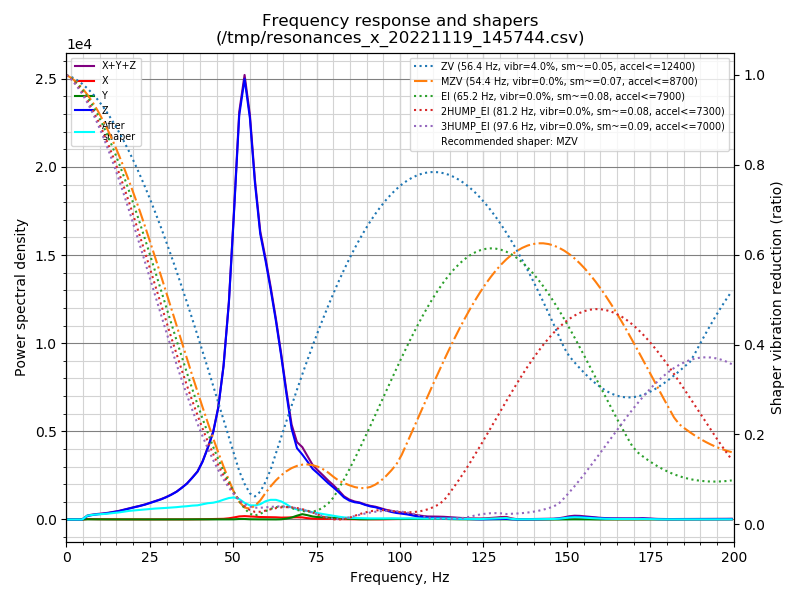 Frequency response and shapers
(/tmp/resonances_x_20221119_145744.csv)
1e4
X+Y+Z
X
Y
Z
After
shaper
ZV (56.4 Hz, vibr=4.0%, sm~=0.05, accel<=12400)
MZV (54.4 Hz, vibr=0.0%, sm~=0.07, accel<=8700)
EI (65.2 Hz, vibr=0.0%, sm~=0.08, accel<=7900)
2HUMP_EI (81.2 Hz, vibr=0.0%, sm~=0.08, accel<=7300)
3HUMP_EI (97.6 Hz, vibr=0.0%, sm~=0.09, accel<=7000)
Recommended shaper: MZV
Power spectral density
2.5
2.0
1.5
1.0
0.5
0.0
1.0
0.8
0.6
0.4
0.2
0.0
Shaper vibration reduction (ratio)
0
25
50
75
100
125
150
175
200
Frequency, Hz